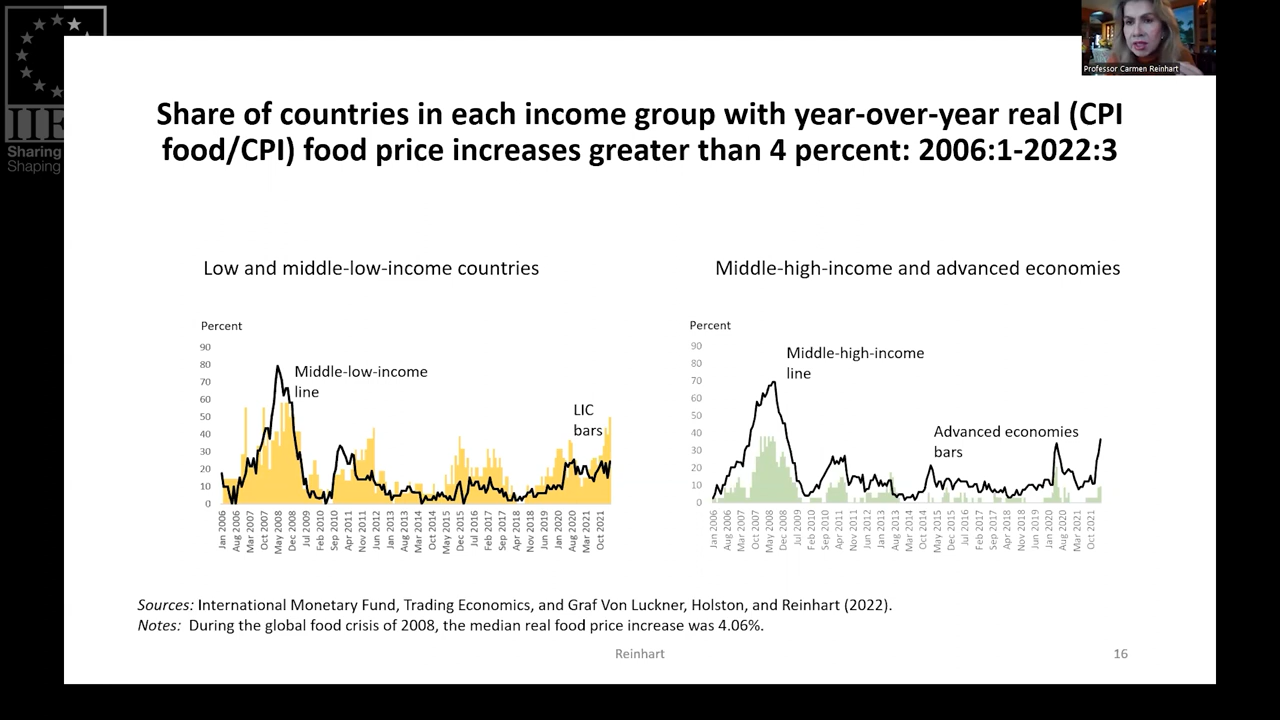 Professor Carmen Reinhart
IIE
Sharing
Shaping
Share of countries in each income group with year-over-year real (CPI
food/CPI) food price increases greater than 4 percent: 2006:1-2022:3
Low and middle-low-income countries
Percent
90
80
70
60
50
40
30
20
10
0
Middle-low-income
line
LIC
bars
Jan 2006
Aug 2006
Mar 2007
Oct 2007
May 2008
Dec 2008
Jul 2009
Feb 2010
Sep 2010
Apr 2011
Nov 2011
Jun 2012
Jan 2013
Aug 2013
Mar 2014
Oct 2014
May 2015
Dec 2015
Jul 2016
Feb 2017
Sep 2017
Apr 2018
Nov 2018
Jun 2019
Jan 2020
Aug 2020
Mar 2021
Oct 2021
Middle-high-income and advanced economies
Percent
90
80
70
60
50
40
30
20
10
0
Middle-high-income
line
Advanced economies
bars
Jan 2006
Aug 2006
Mar 2007
Oct 2007
May 2008
Dec 2008
Jul 2009
Feb 2010
Sep 2010
Apr 2011
Nov 2011
Jun 2012
Jan 2013
Aug 2013
Mar 2014
Oct 2014
May 2015
Dec 2015
Jul 2016
Feb 2017
Sep 2017
Apr 2018
Nov 2018
Jun 2019
Jan 2020
Aug 2020
Mar 2021
Oct 2021
Sources: International Monetary Fund, Trading Economics, and Graf Von Luckner, Holston, and Reinhart (2022).
Notes: During the global food crisis of 2008, the median real food price increase was 4.06%.
Reinhart
16